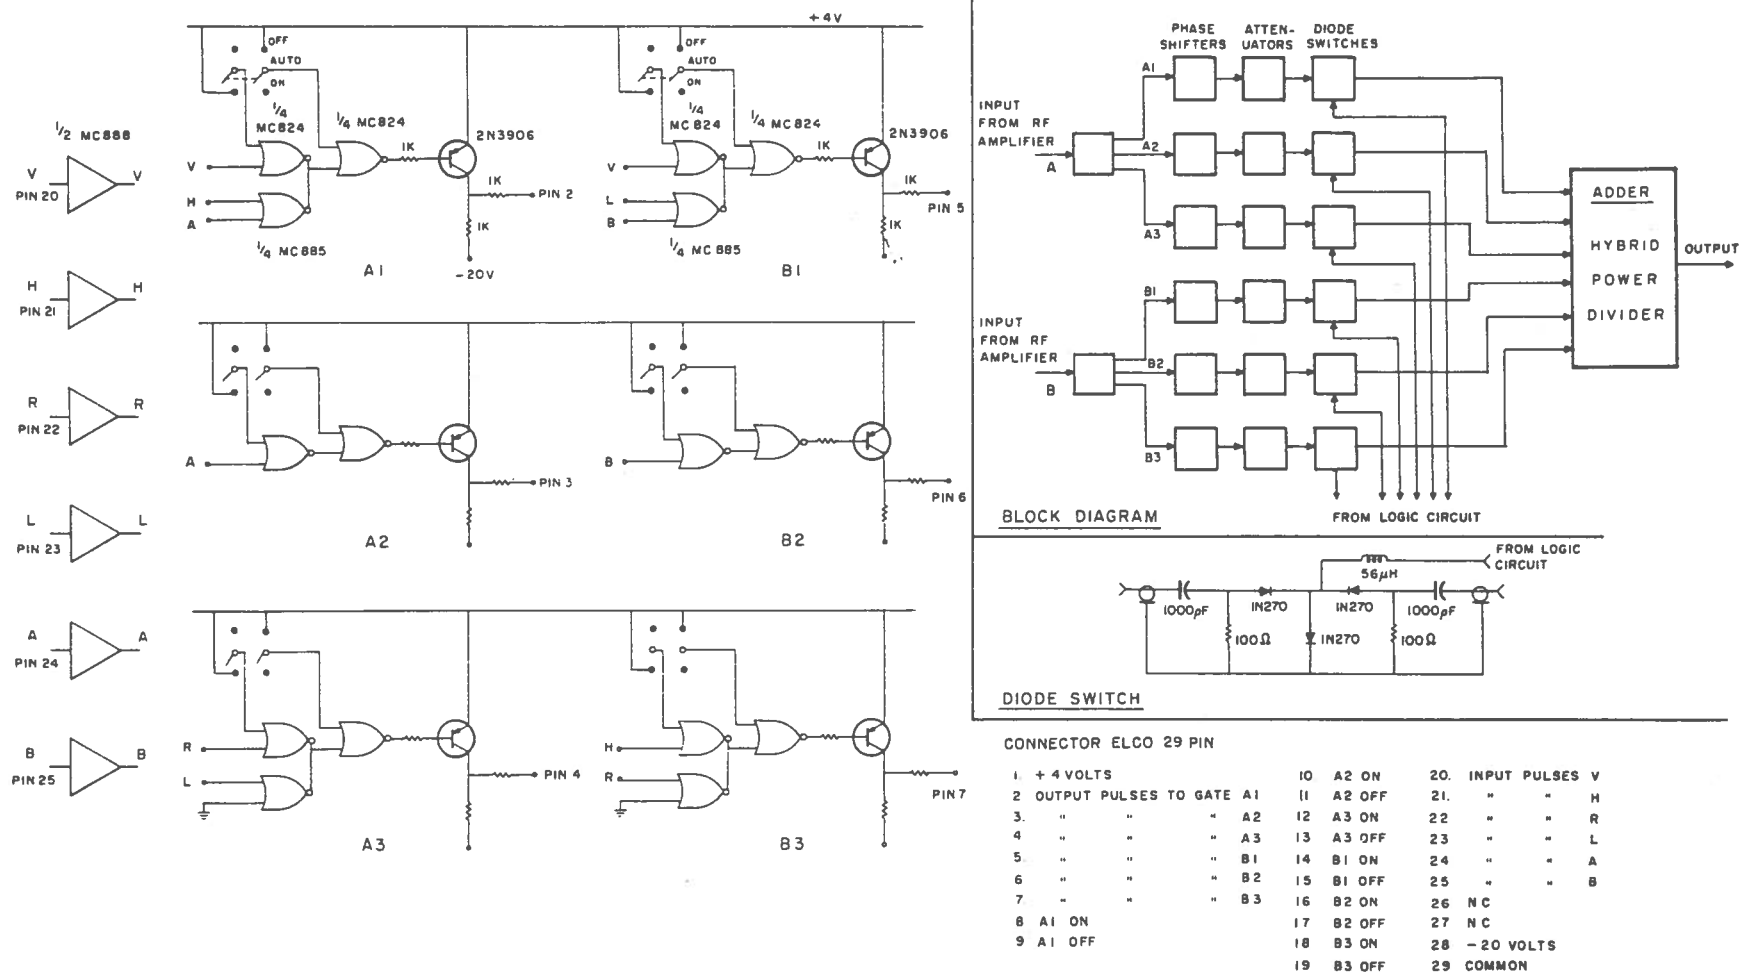 +4V
OFF
AUTO
ON
1/4
MC824
1/4 MC824
2N3906
1K
1K
PIN 2
1K
-20V
V
H
A
1/4 MC885
A1
OFF
AUTO
ON
1/4
MC824
1/4 MC824
2N3906
1K
1K
PIN 5
1K
V
L
B
1/4 MC885
B1
1/2 MC888
V
PIN 20
V
H
PIN 21
H
R
PIN 22
R
L
PIN 23
L
A
PIN 24
A
B
PIN 25
B
A
PIN 3
A2
B
PIN 6
B2
R
L
PIN 4
A3
H
R
PIN 7
B3
PHASE SHIFTERS
ATTEN-UATORS
DIODE SWITCHES
INPUT
FROM RF
AMPLIFIER
A
A1
A2
A3
INPUT
FROM RF
AMPLIFIER
B
B1
B2
B3
ADDER
HYBRID
POWER
DIVIDER
OUTPUT
FROM LOGIC CIRCUIT
BLOCK DIAGRAM
FROM LOGIC
CIRCUIT
56μH
1000pF
1N270
1N270
1000pF
100Ω
1N270
100Ω
DIODE SWITCH
CONNECTOR ELCO 29 PIN
1. + 4 VOLTS
2 OUTPUT PULSES TO GATE A1
3. " " " A2
4 " " " A3
5. " " " B1
6 " " " B2
7. " " " B3
8 A1 ON
9 A1 OFF
10 A2 ON
11 A2 OFF
12 A3 ON
13 A3 OFF
14 B1 ON
15 B1 OFF
16 B2 ON
17 B2 OFF
18 B3 ON
19 B3 OFF
20. INPUT PULSES V
21. " " H
22 " " R
23 " " L
24 " " A
25 " " B
26 NC
27 NC
28 -20 VOLTS
29 COMMON